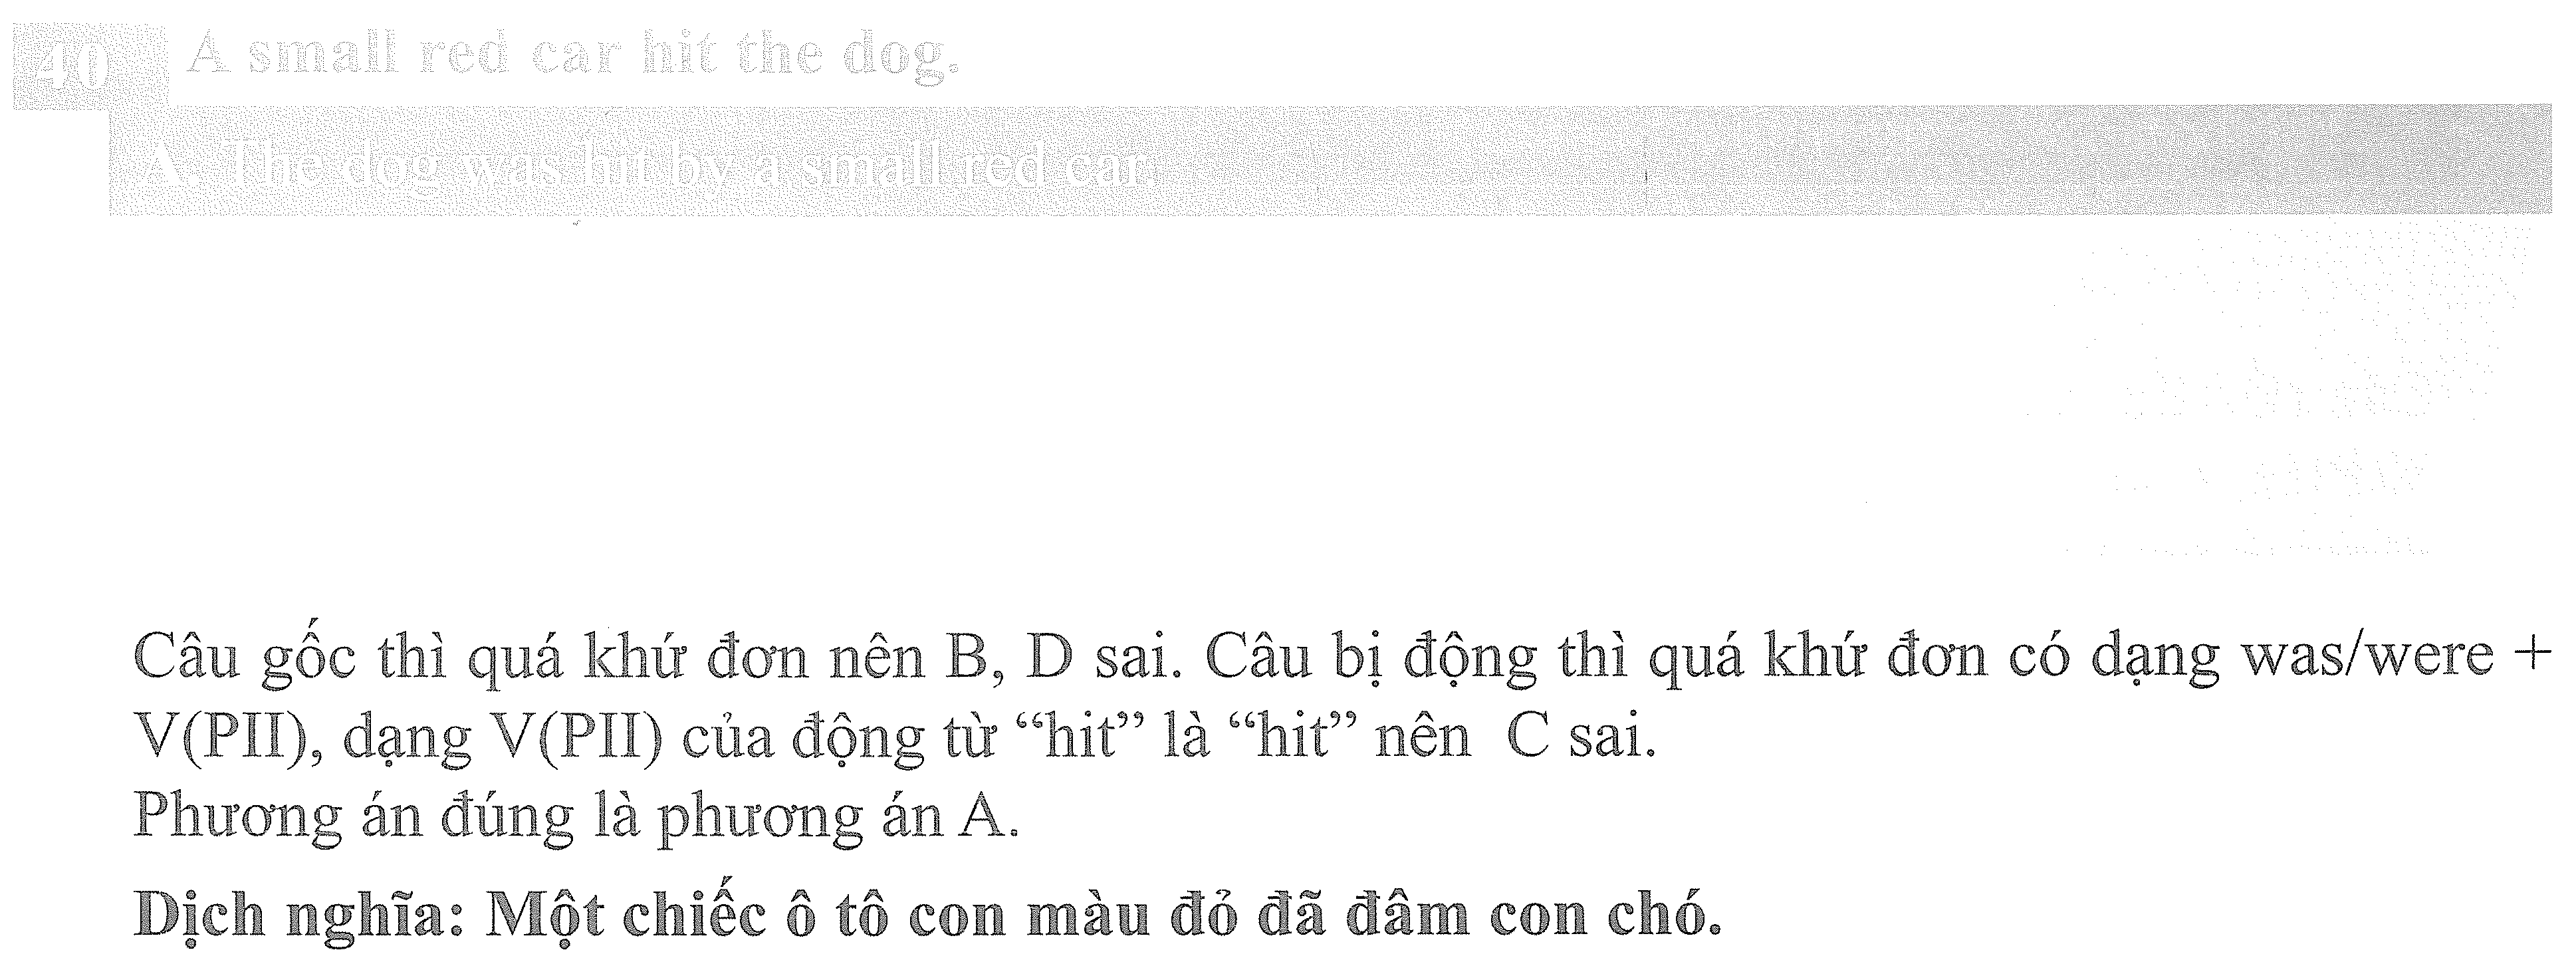 40 A small red car hit the dog.
A. The dog was hit by a small red car.
Câu gốc thì quá khứ đơn nên B, D sai. Câu bị động thì quá khứ đơn có dạng was/were +
V(PII), dạng V(PII) của động từ “hit” là “hit” nên C sai.
Phương án đúng là phương án A.
Dịch nghĩa: Một chiếc ô tô con màu đỏ đã đâm con chó.